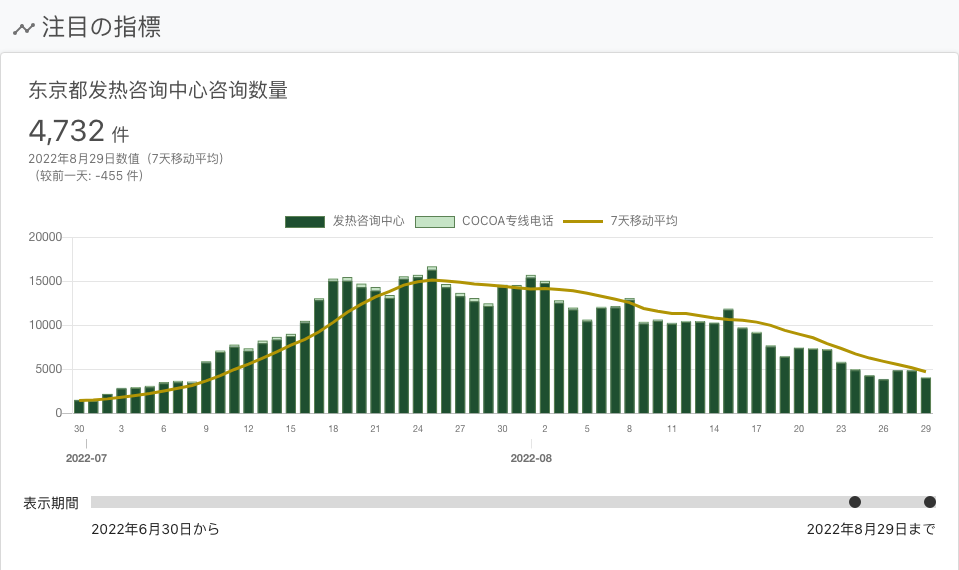 注目の指標
东京都发热咨询中心咨询数量
4,732 件
2022年8月29日数值（7天移动平均）
（较前一天: -455 件）
发热咨询中心 COCOA专线电话 7天移动平均
20000
15000
10000
5000
0
30 3 6 9 12 15 18 21 24 27 30 2 5 8 11 14 17 20 23 26 29
2022-07 2022-08
表示期間
2022年6月30日から 2022年8月29日まで